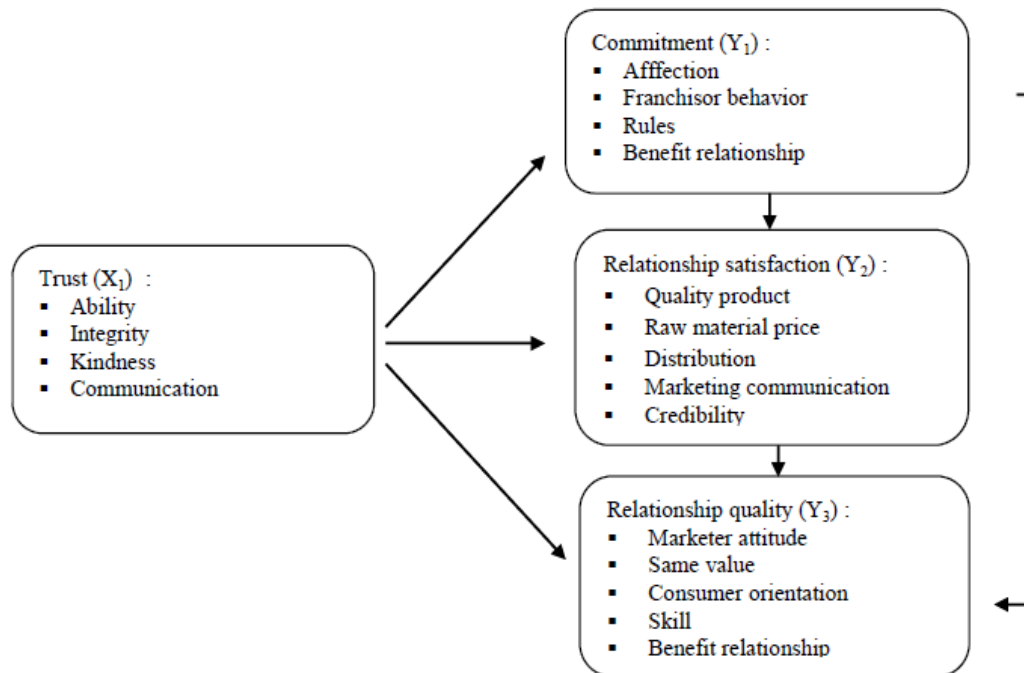 Commitment (Y₁) :
▪ Afffection
▪ Franchisor behavior
▪ Rules
▪ Benefit relationship
Trust (X₁) :
▪ Ability
▪ Integrity
▪ Kindness
▪ Communication
Relationship satisfaction (Y₂) :
▪ Quality product
▪ Raw material price
▪ Distribution
▪ Marketing communication
▪ Credibility
Relationship quality (Y₃) :
▪ Marketer attitude
▪ Same value
▪ Consumer orientation
▪ Skill
▪ Benefit relationship